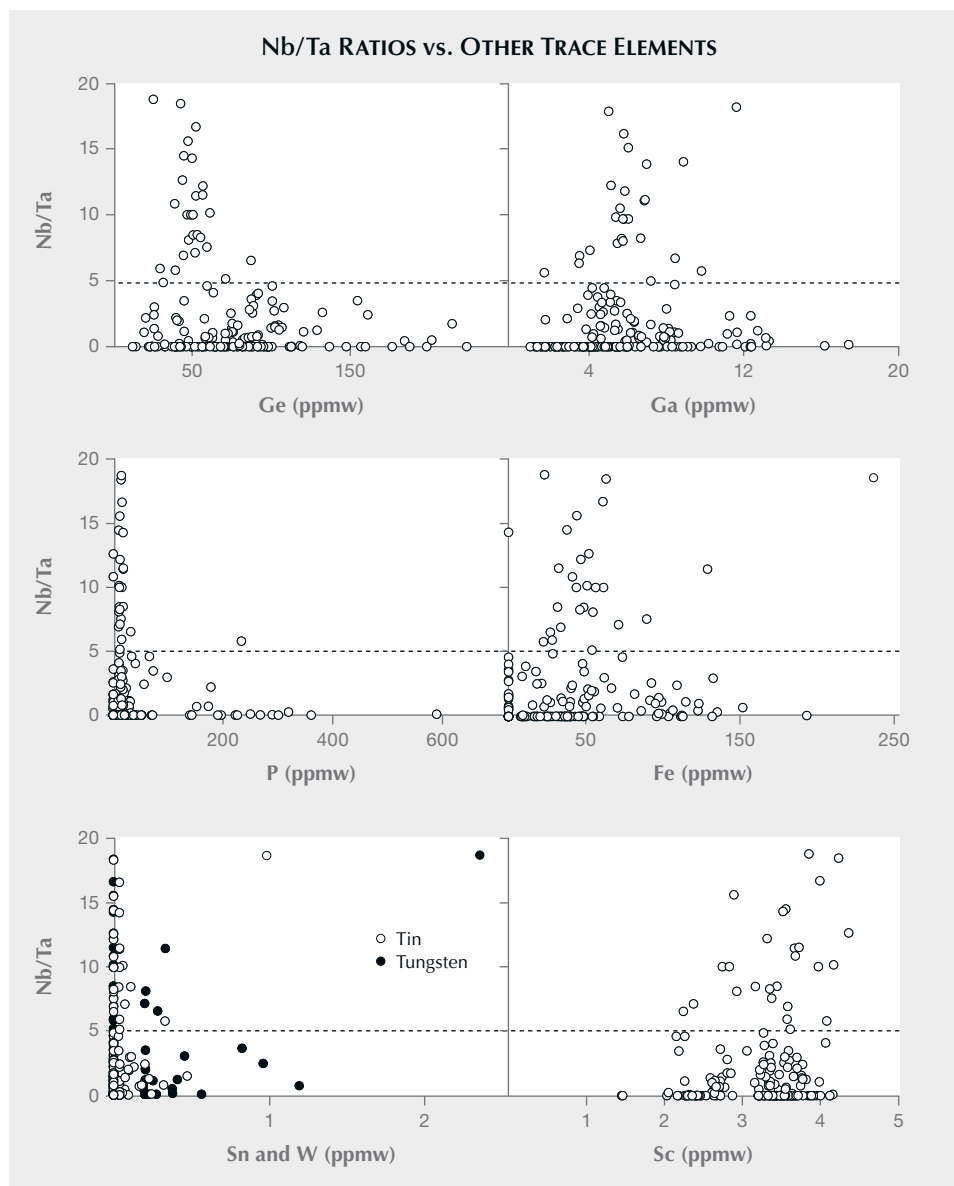 Nb/Ta RATIOS vs. OTHER TRACE ELEMENTS
20
15
10
5
0
Nb/Ta
50
150
Ge (ppmw)
4
12
20
Ga (ppmw)
20
15
10
5
0
Nb/Ta
200
400
600
P (ppmw)
50
150
250
Fe (ppmw)
20
15
10
5
0
Nb/Ta
Tin
Tungsten
1
2
Sn and W (ppmw)
1
2
3
4
5
Sc (ppmw)